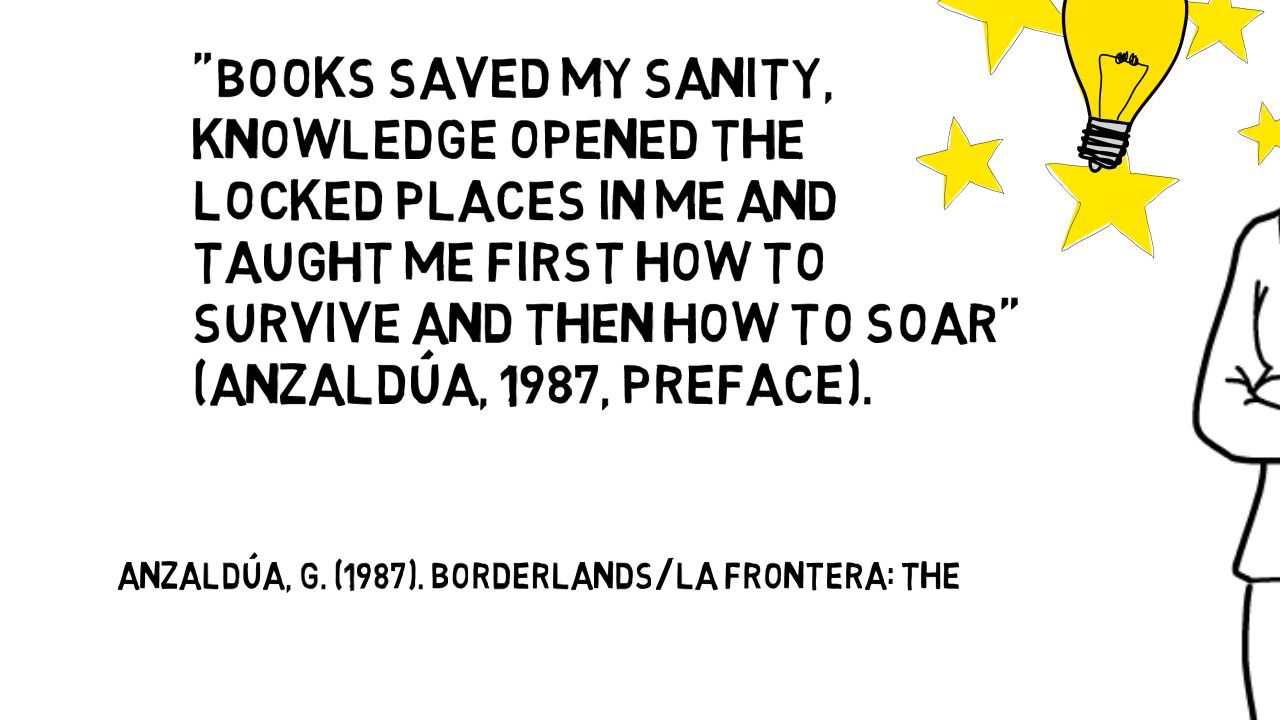 "BOOKS SAVED MY SANITY,
KNOWLEDGE OPENED THE
LOCKED PLACES IN ME AND
TAUGHT ME FIRST HOW TO
SURVIVE AND THEN HOW TO SOAR"
(ANZALDÚA, 1987, PREFACE).
ANZALDÚA, G. (1987). BORDERLANDS/LA FRONTERA: THE